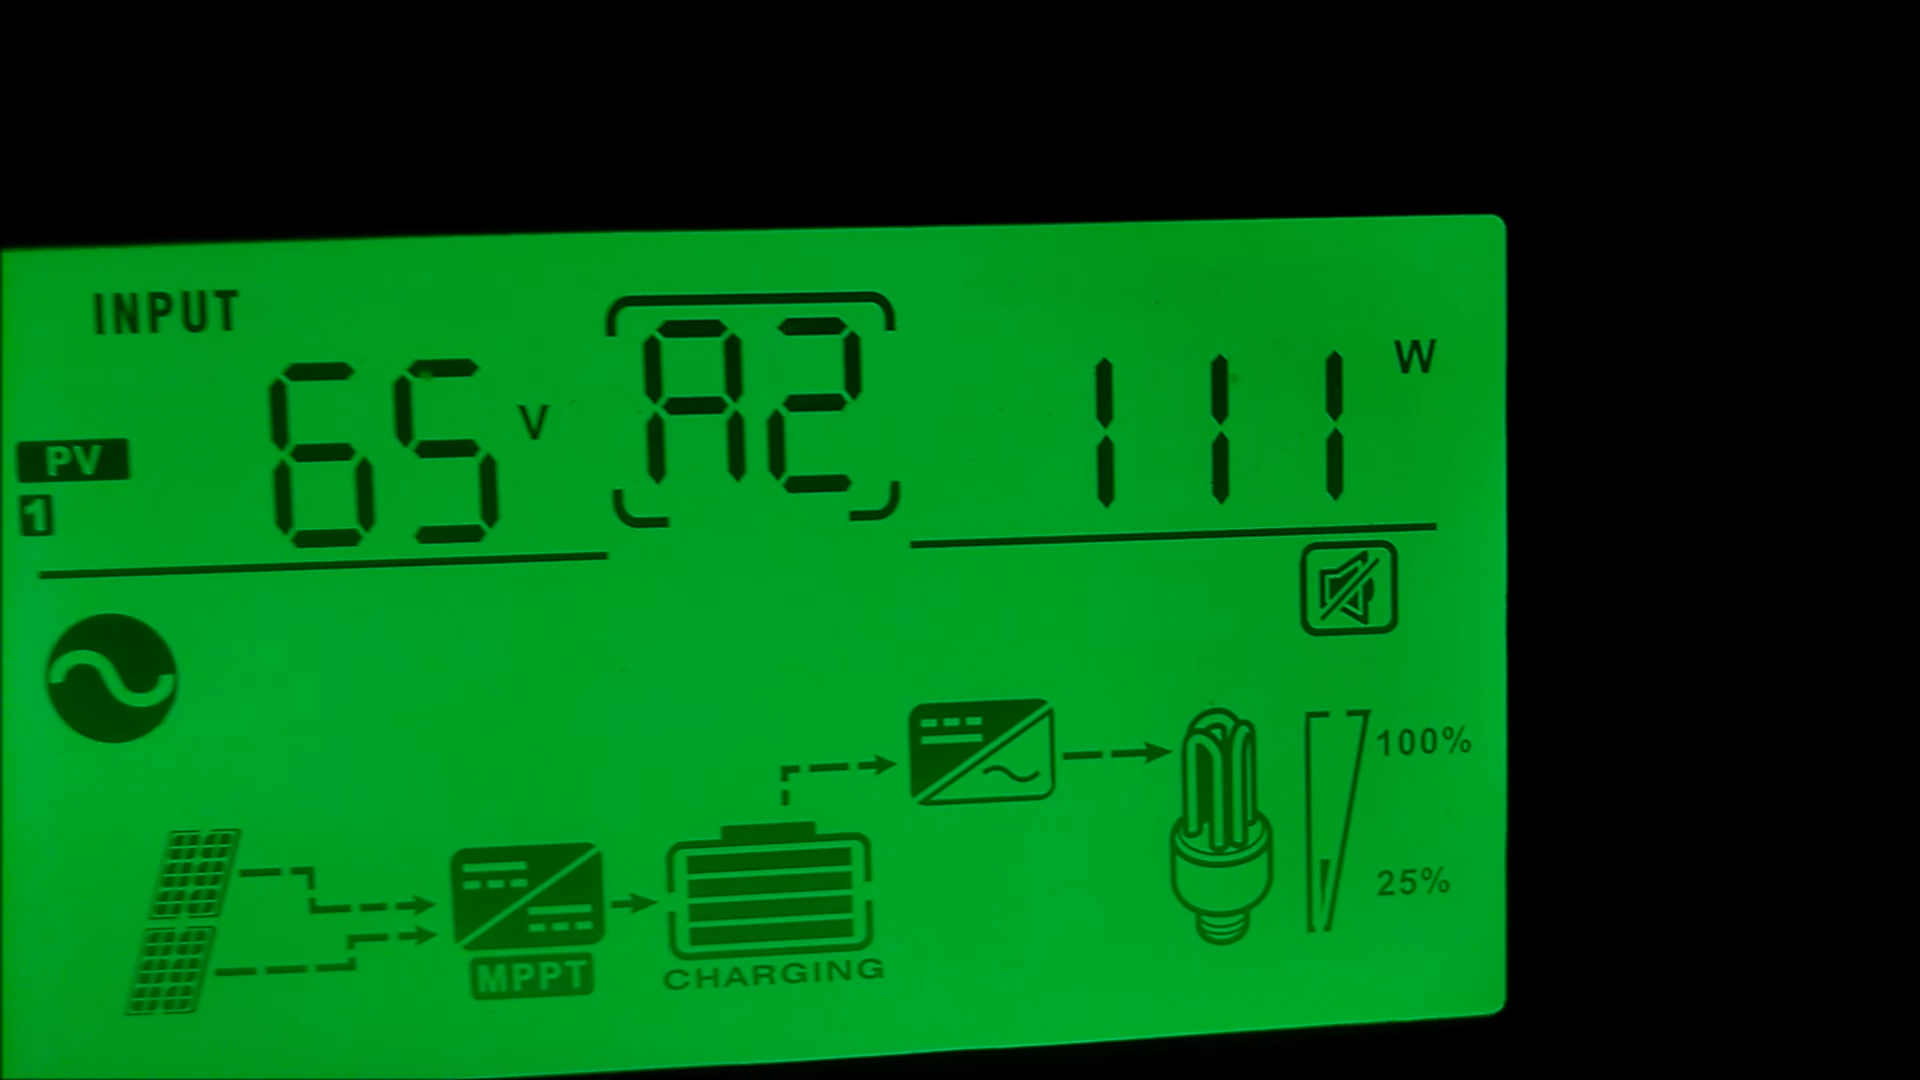 INPUT
PV 65 V A2 111 W
1
100%
25%
MPPT
CHARGING